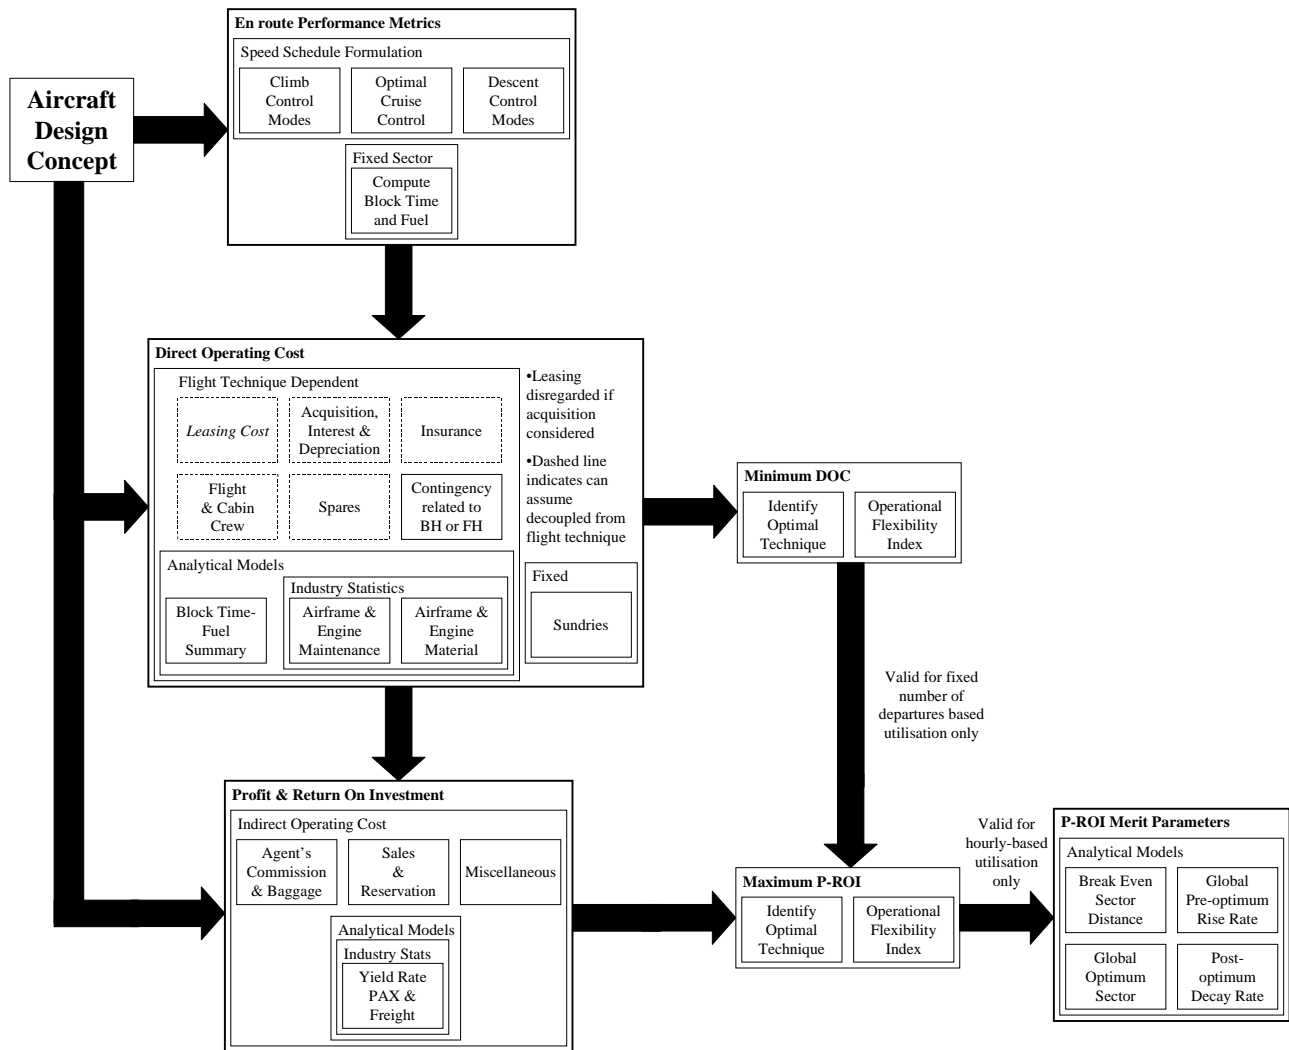 En route Performance Metrics
Speed Schedule Formulation
Climb
Control
Modes
Optimal
Cruise
Control
Descent
Control
Modes
Aircraft
Design
Concept
Fixed Sector
Compute
Block Time
and Fuel
Direct Operating Cost
Flight Technique Dependent
Leasing Cost
Acquisition,
Interest &
Depreciation
Insurance
Flight
& Cabin
Crew
Spares
Contingency
related to
BH or FH
•Leasing
disregarded if
acquisition
considered
•Dashed line
indicates can
assume
decoupled from
flight technique
Analytical Models
Block Time-
Fuel
Summary
Industry Statistics
Airframe &
Engine
Maintenance
Airframe &
Engine
Material
Fixed
Sundries
Minimum DOC
Identify
Optimal
Technique
Operational
Flexibility
Index
Valid for fixed
number of
departures based
utilisation only
Profit & Return On Investment
Indirect Operating Cost
Agent's
Commission
& Baggage
Sales
&
Reservation
Miscellaneous
Analytical Models
Industry Stats
Yield Rate
PAX &
Freight
Maximum P-ROI
Identify
Optimal
Technique
Operational
Flexibility
Index
Valid for
hourly-based
utilisation
only
P-ROI Merit Parameters
Analytical Models
Break Even
Sector
Distance
Global
Pre-optimum
Rise Rate
Global
Optimum
Sector
Post-
optimum
Decay Rate